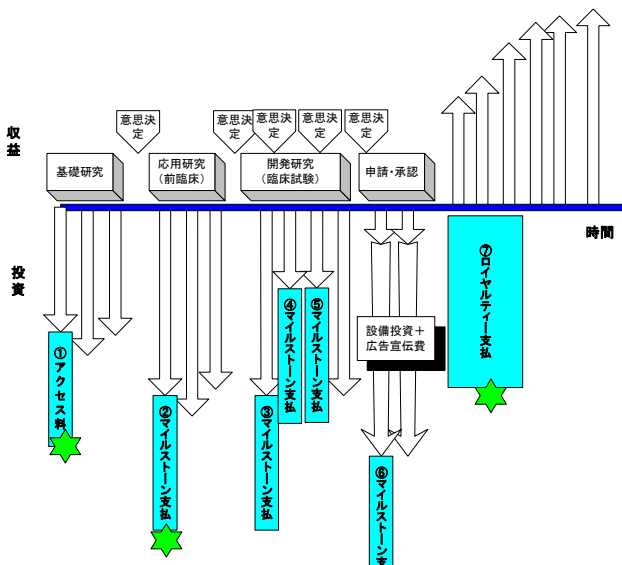 意思決
定
意思決
定
意思決
定
意思決
定
意思決
定
収
益
基礎研究
応用研究
(前臨床)
開発研究
(臨床試験)
申請・承認
時間
投
資
①アクセス料
②マイルストーン支払
③マイルストーン支払
④マイルストーン支払
⑤マイルストーン支払
設備投資＋
広告宣伝費
⑥マイルストーン支
⑦ロイヤルティー支払